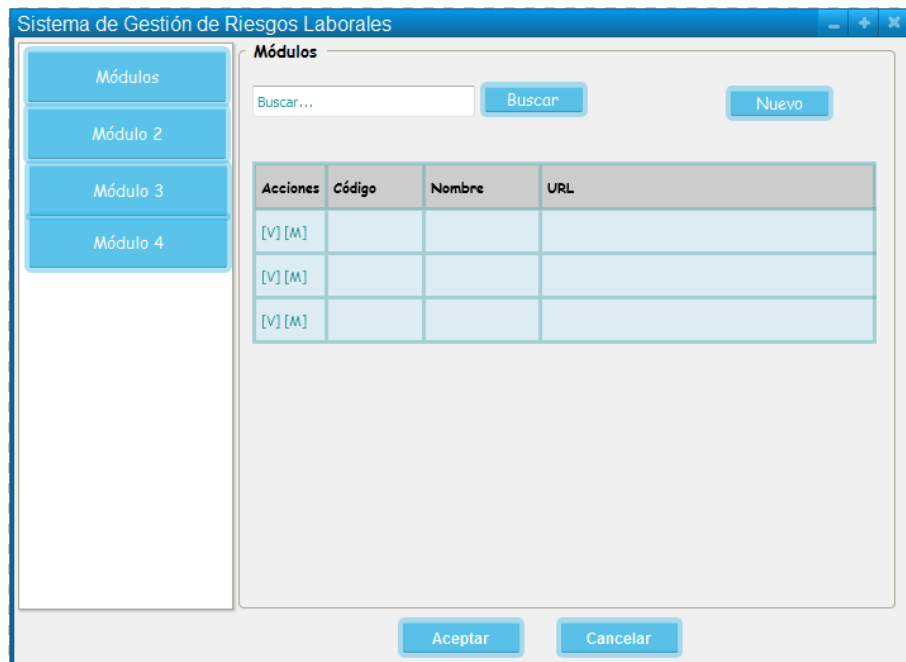 Sistema de Gestión de Riesgos Laborales
Módulos
Módulo 2
Módulo 3
Módulo 4
Módulos
Buscar... Buscar Nuevo
Acciones Código Nombre URL
[V] [M]
[V] [M]
[V] [M]
Aceptar Cancelar